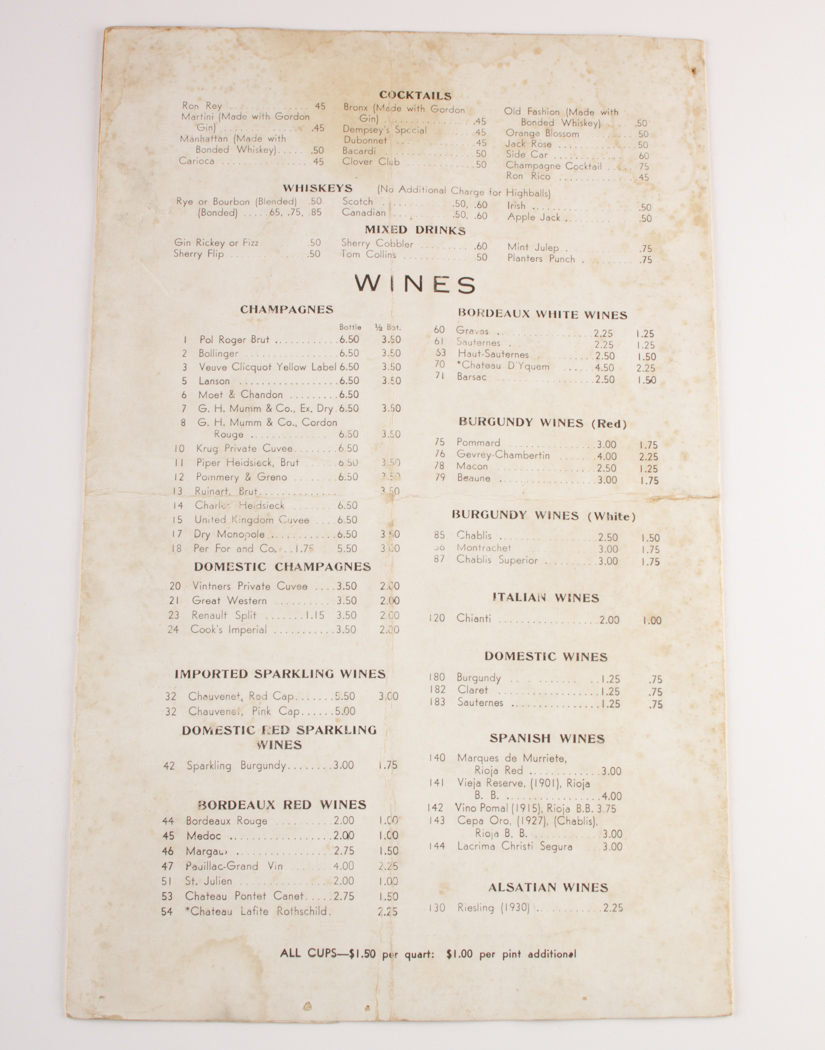 COCKTAILS
Ron Rey ........ 45
Martini (Made with Gordon
Gin) ........ .45
Manhattan (Made with
Bonded Whiskey) .... .50
Carioca ........ 45
Bronx (Made with Gordon
Gin) ........ .45
Dempsey's Special 45
Dubonnet .. 45
Bacardi ........ 50
Clover Club ........ 50
Old Fashion (Made with
Bonded Whiskey) .50
Orange Blossom ..... 50
Jack Rose ........ 50
Side Car ........ 60
Champagne Cocktail .... 75
Ron Rico ........ .45
WHISKEYS (No Additional Charge for Highballs)
Rye or Bourbon (Blended) .50
(Bonded) .... .65, .75, .85
Scotch ........ .50, .60
Canadian ........ .50, .60
Irish ........ .50
Apple Jack ........ .50
MIXED DRINKS
Gin Rickey or Fizz .50
Sherry Flip .50
Sherry Cobbler ........ .60
Tom Collins ........ 50
Mint Julep . .75
Planters Punch . .75
WINES
CHAMPAGNES
Bottle ½ Bot.
1 Pol Roger Brut ........ 6.50 3.50
2 Bollinger ........ 6.50 3.50
3 Veuve Clicquot Yellow Label 6.50 3.50
5 Lanson ........ 6.50 3.50
6 Moet & Chandon ........ 6.50
7 G. H. Mumm & Co., Ex. Dry 6.50 3.50
8 G. H. Mumm & Co., Cordon
Rouge ........ 6.50 3.50
10 Krug Private Cuvee ........ 6.50
11 Piper Heidsieck, Brut 6.50 3.50
12 Pommery & Greno 6.50 3.50
13 Ruinart, Brut ........ 3.50
14 Charles Heidsieck 6.50
15 United Kingdom Cuvee 6.50
17 Dry Monopole ........ 6.50 3.50
18 Per For and Co. .. 1.75 5.50 3.00
DOMESTIC CHAMPAGNES
20 Vintners Private Cuvee .... 3.50 2.00
21 Great Western ........ 3.50 2.00
23 Renault Split ....... 1.15 3.50 2.00
24 Cook's Imperial ........ 3.50 2.00
IMPORTED SPARKLING WINES
32 Chauvenet, Red Cap ....... 5.50 3.00
32 Chauvenet, Pink Cap ...... 5.00
DOMESTIC RED SPARKLING
WINES
42 Sparkling Burgundy ........ 3.00 1.75
BORDEAUX RED WINES
44 Bordeaux Rouge ........ 2.00 1.00
45 Medoc ........ 2.00 1.00
46 Margaux ........ 2.75 1.50
47 Pauillac-Grand Vin 4.00 2.25
51 St. Julien ........ 2.00 1.00
53 Chateau Pontet Canet ..... 2.75 1.50
54 *Chateau Lafite Rothschild. 2.25
BORDEAUX WHITE WINES
60 Graves ........ 2.25 1.25
61 Sauternes . 2.25 1.25
63 Haut-Sauternes 2.50 1.50
70 *Chateau D'Yquem ..... 4.50 2.25
71 Barsac ........ 2.50 1.50
BURGUNDY WINES (Red)
75 Pommard ........ 3.00 1.75
76 Gevrey-Chambertin ........ 4.00 2.25
78 Macon ........ 2.50 1.25
79 Beaune ........ 3.00 1.75
BURGUNDY WINES (White)
85 Chablis ........ 2.50 1.50
Montrachet 3.00 1.75
87 Chablis Superior ........ 3.00 1.75
ITALIAN WINES
120 Chianti ........ 2.00 1.00
DOMESTIC WINES
180 Burgundy ........ 1.25 .75
182 Claret ........ 1.25 .75
183 Sauternes ........ 1.25 .75
SPANISH WINES
140 Marques de Murriete,
Rioja Red ........ 3.00
141 Vieja Reserve, (1901), Rioja
B. B. ........ 4.00
142 Vino Pomal (1915), Rioja B.B. 3.75
143 Cepa Oro, (1927), (Chablis),
Rioja B. B. ........ 3.00
144 Lacrima Christi Segura 3.00
ALSATIAN WINES
130 Riesling (1930) ........ 2.25
ALL CUPS—$1.50 per quart: $1.00 per pint additional